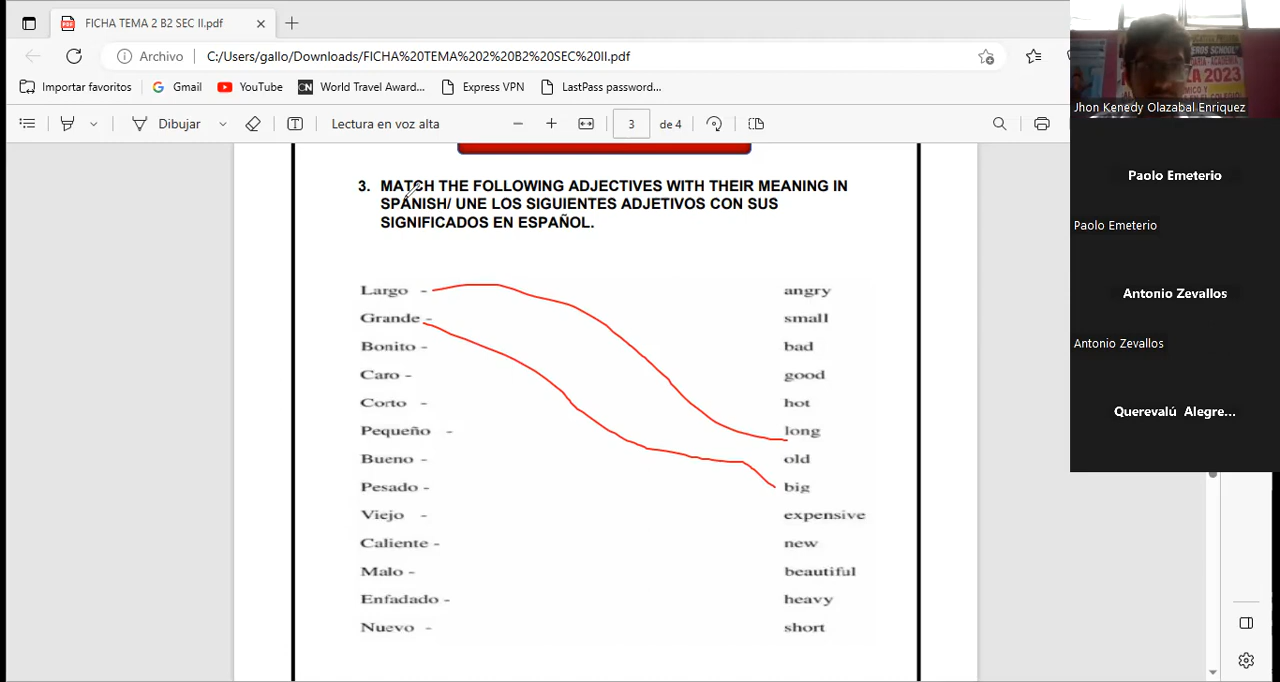 FICHA TEMA 2 B2 SEC II.pdf
Archivo C:/Users/gallo/Downloads/FICHA%20TEMA%202%20B2%20SEC%20II.pdf
Importar favoritos Gmail YouTube World Travel Award... Express VPN LastPass password...
Dibujar Lectura en voz alta 3 de 4
3. MATCH THE FOLLOWING ADJECTIVES WITH THEIR MEANING IN
SPANISH/ UNE LOS SIGUIENTES ADJETIVOS CON SUS
SIGNIFICADOS EN ESPAÑOL.
Largo - angry
Grande - small
Bonito - bad
Caro - good
Corto - hot
Pequeño - long
Bueno - old
Pesado - big
Viejo - expensive
Caliente - new
Malo - beautiful
Enfadado - heavy
Nuevo - short
2023
Jhon Kenedy Olazabal Enriquez
Paolo Emeterio
Paolo Emeterio
Antonio Zevallos
Antonio Zevallos
Querevalú Alegre...